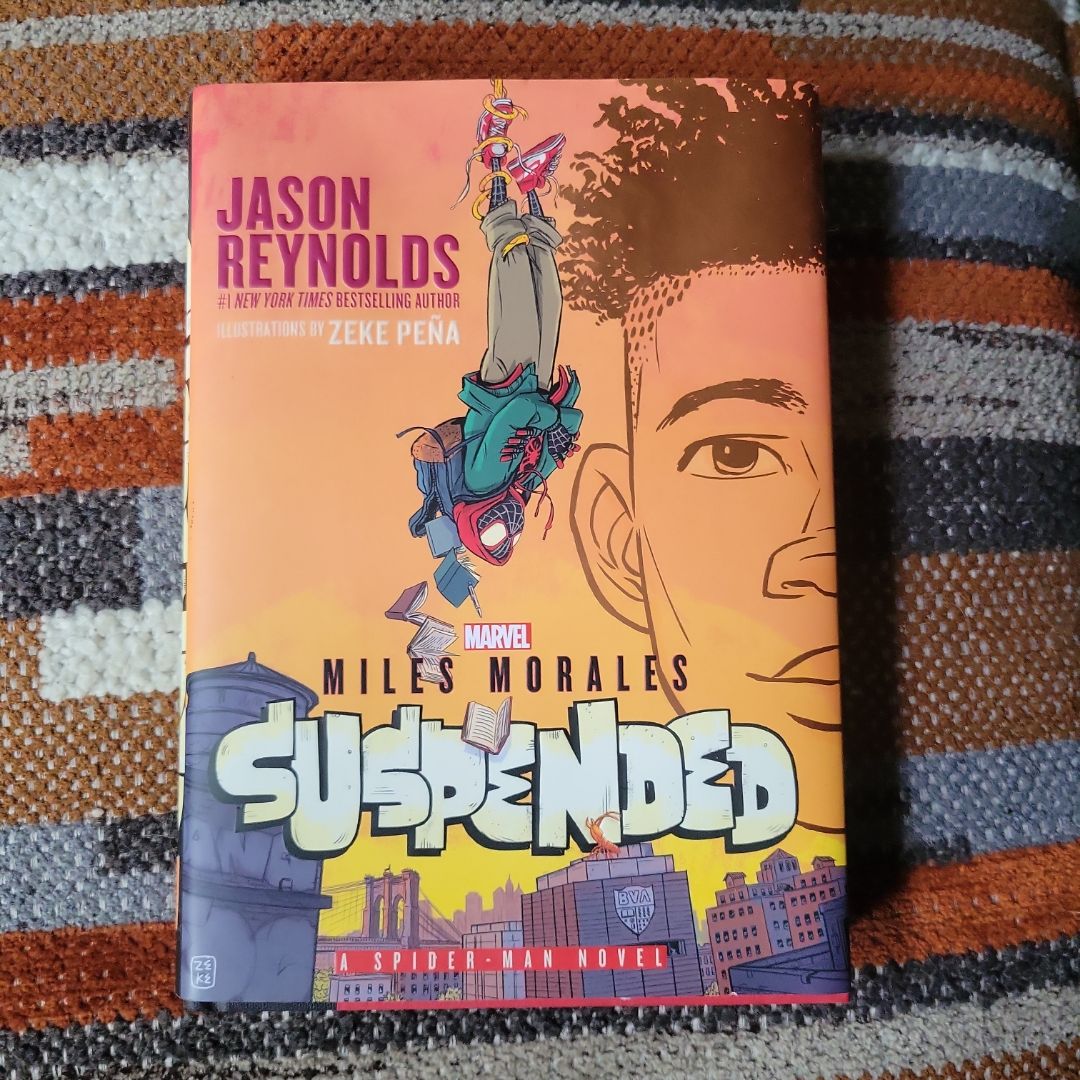 JASON
REYNOLDS
#1 NEW YORK TIMES BESTSELLING AUTHOR
ILLUSTRATIONS BY ZEKE PEÑA
MARVEL
MILES MORALES
SUSPENDED
BVA
A SPIDER-MAN NOVEL
ZEKE